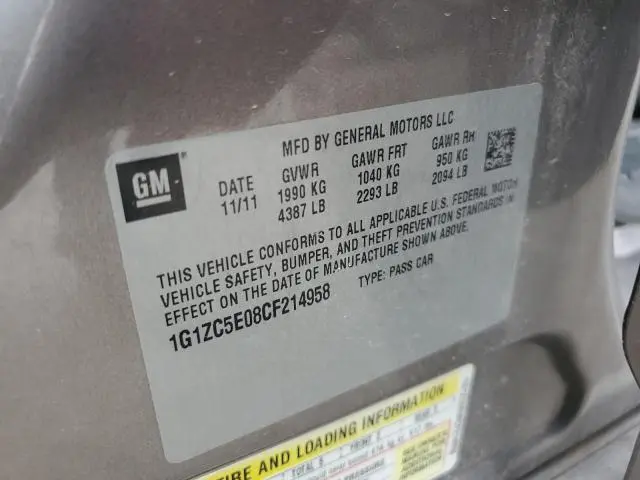 MFD BY GENERAL MOTORS LLC
GM
DATE GVWR GAWR FRT GAWR RH
11/11 1990 KG 1040 KG 950 KG
4387 LB 2293 LB 2094 LB
THIS VEHICLE CONFORMS TO ALL APPLICABLE U.S. FEDERAL MOTOR
VEHICLE SAFETY, BUMPER, AND THEFT PREVENTION STANDARDS IN
EFFECT ON THE DATE OF MANUFACTURE SHOWN ABOVE.
1G1ZC5E08CF214958 TYPE: PASS CAR
TIRE AND LOADING INFORMATION
TOTAL FRONT